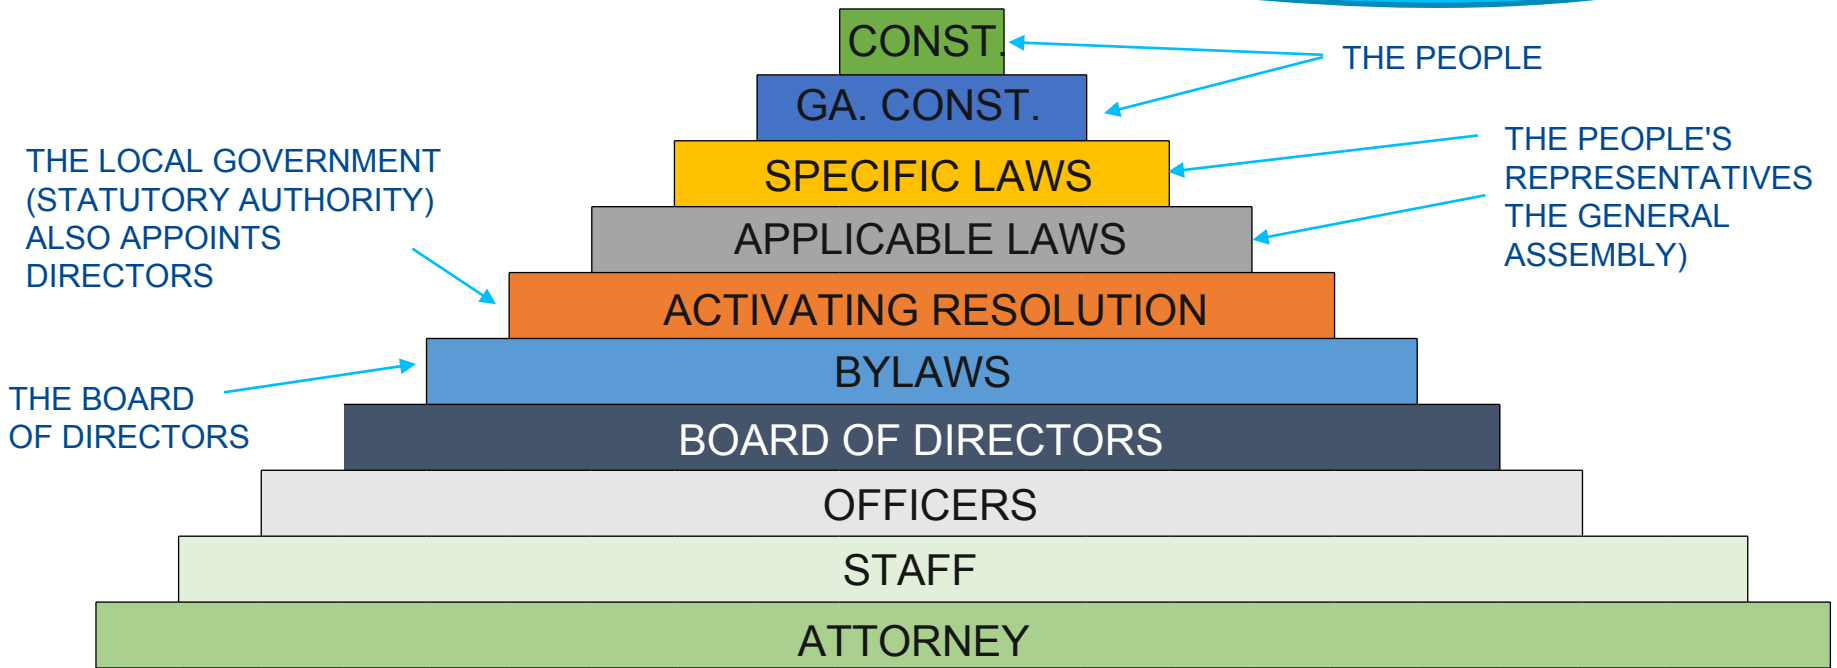 CONST.
THE PEOPLE
GA. CONST.
THE LOCAL GOVERNMENT
(STATUTORY AUTHORITY)
ALSO APPOINTS
DIRECTORS
SPECIFIC LAWS
THE PEOPLE'S
REPRESENTATIVES
THE GENERAL
ASSEMBLY)
APPLICABLE LAWS
ACTIVATING RESOLUTION
BYLAWS
THE BOARD
OF DIRECTORS
BOARD OF DIRECTORS
OFFICERS
STAFF
ATTORNEY